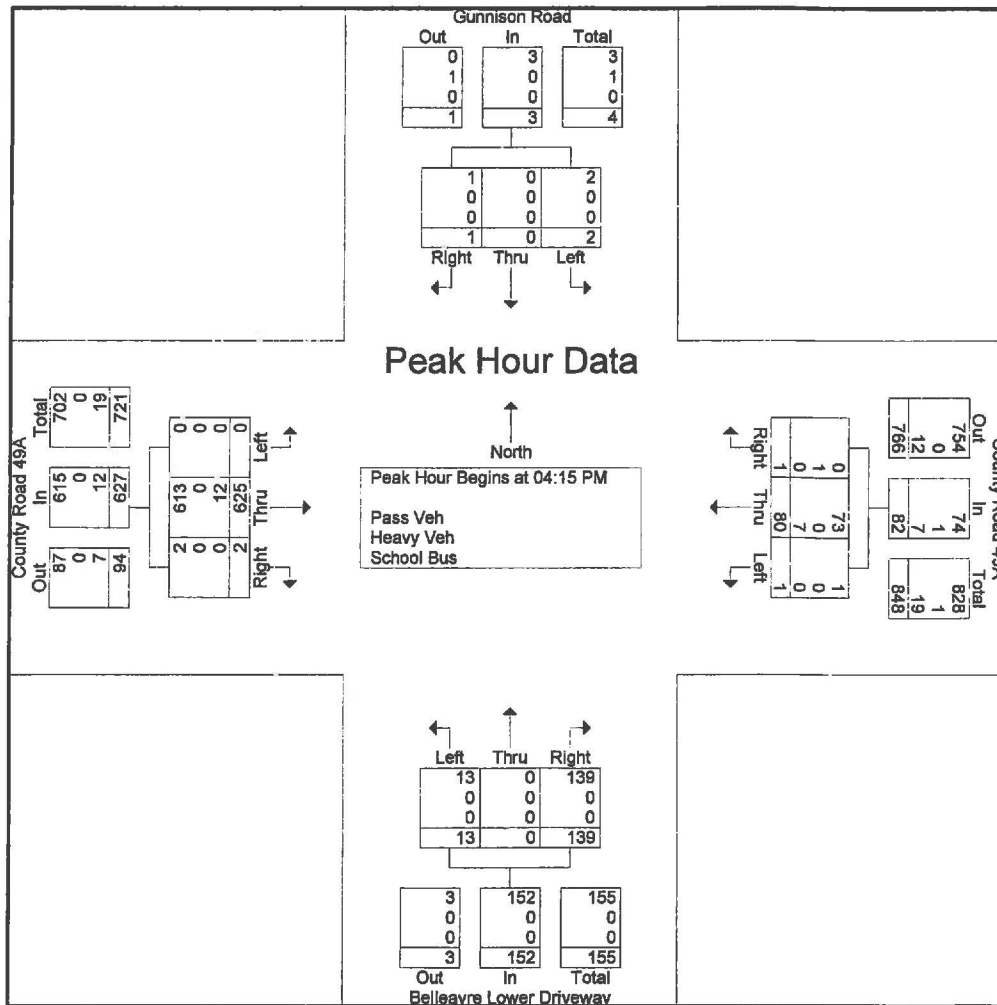 Gunnison Road
Out In Total
0 3 3
1 0 1
0 0 0
1 3 4
1 0 2
0 0 0
0 0 0
1 0 2
Right Thru Left
Peak Hour Data
North
Peak Hour Begins at 04:15 PM
Pass Veh
Heavy Veh
School Bus
County Road 49A
Out In Total
87 615 702
0 0 0
7 12 19
94 627 721
Left Thru Right
0 613 2
0 0 0
0 12 0
0 625 2
Out In Total
754 74 828
0 1 1
12 7 19
766 82 848
Right Thru Left
0 73 1
1 0 0
0 7 0
1 80 1
Left Thru Right
13 0 139
0 0 0
0 0 0
13 0 139
3 152 155
0 0 0
0 0 0
3 152 155
Out In Total
Belleayre Lower Driveway